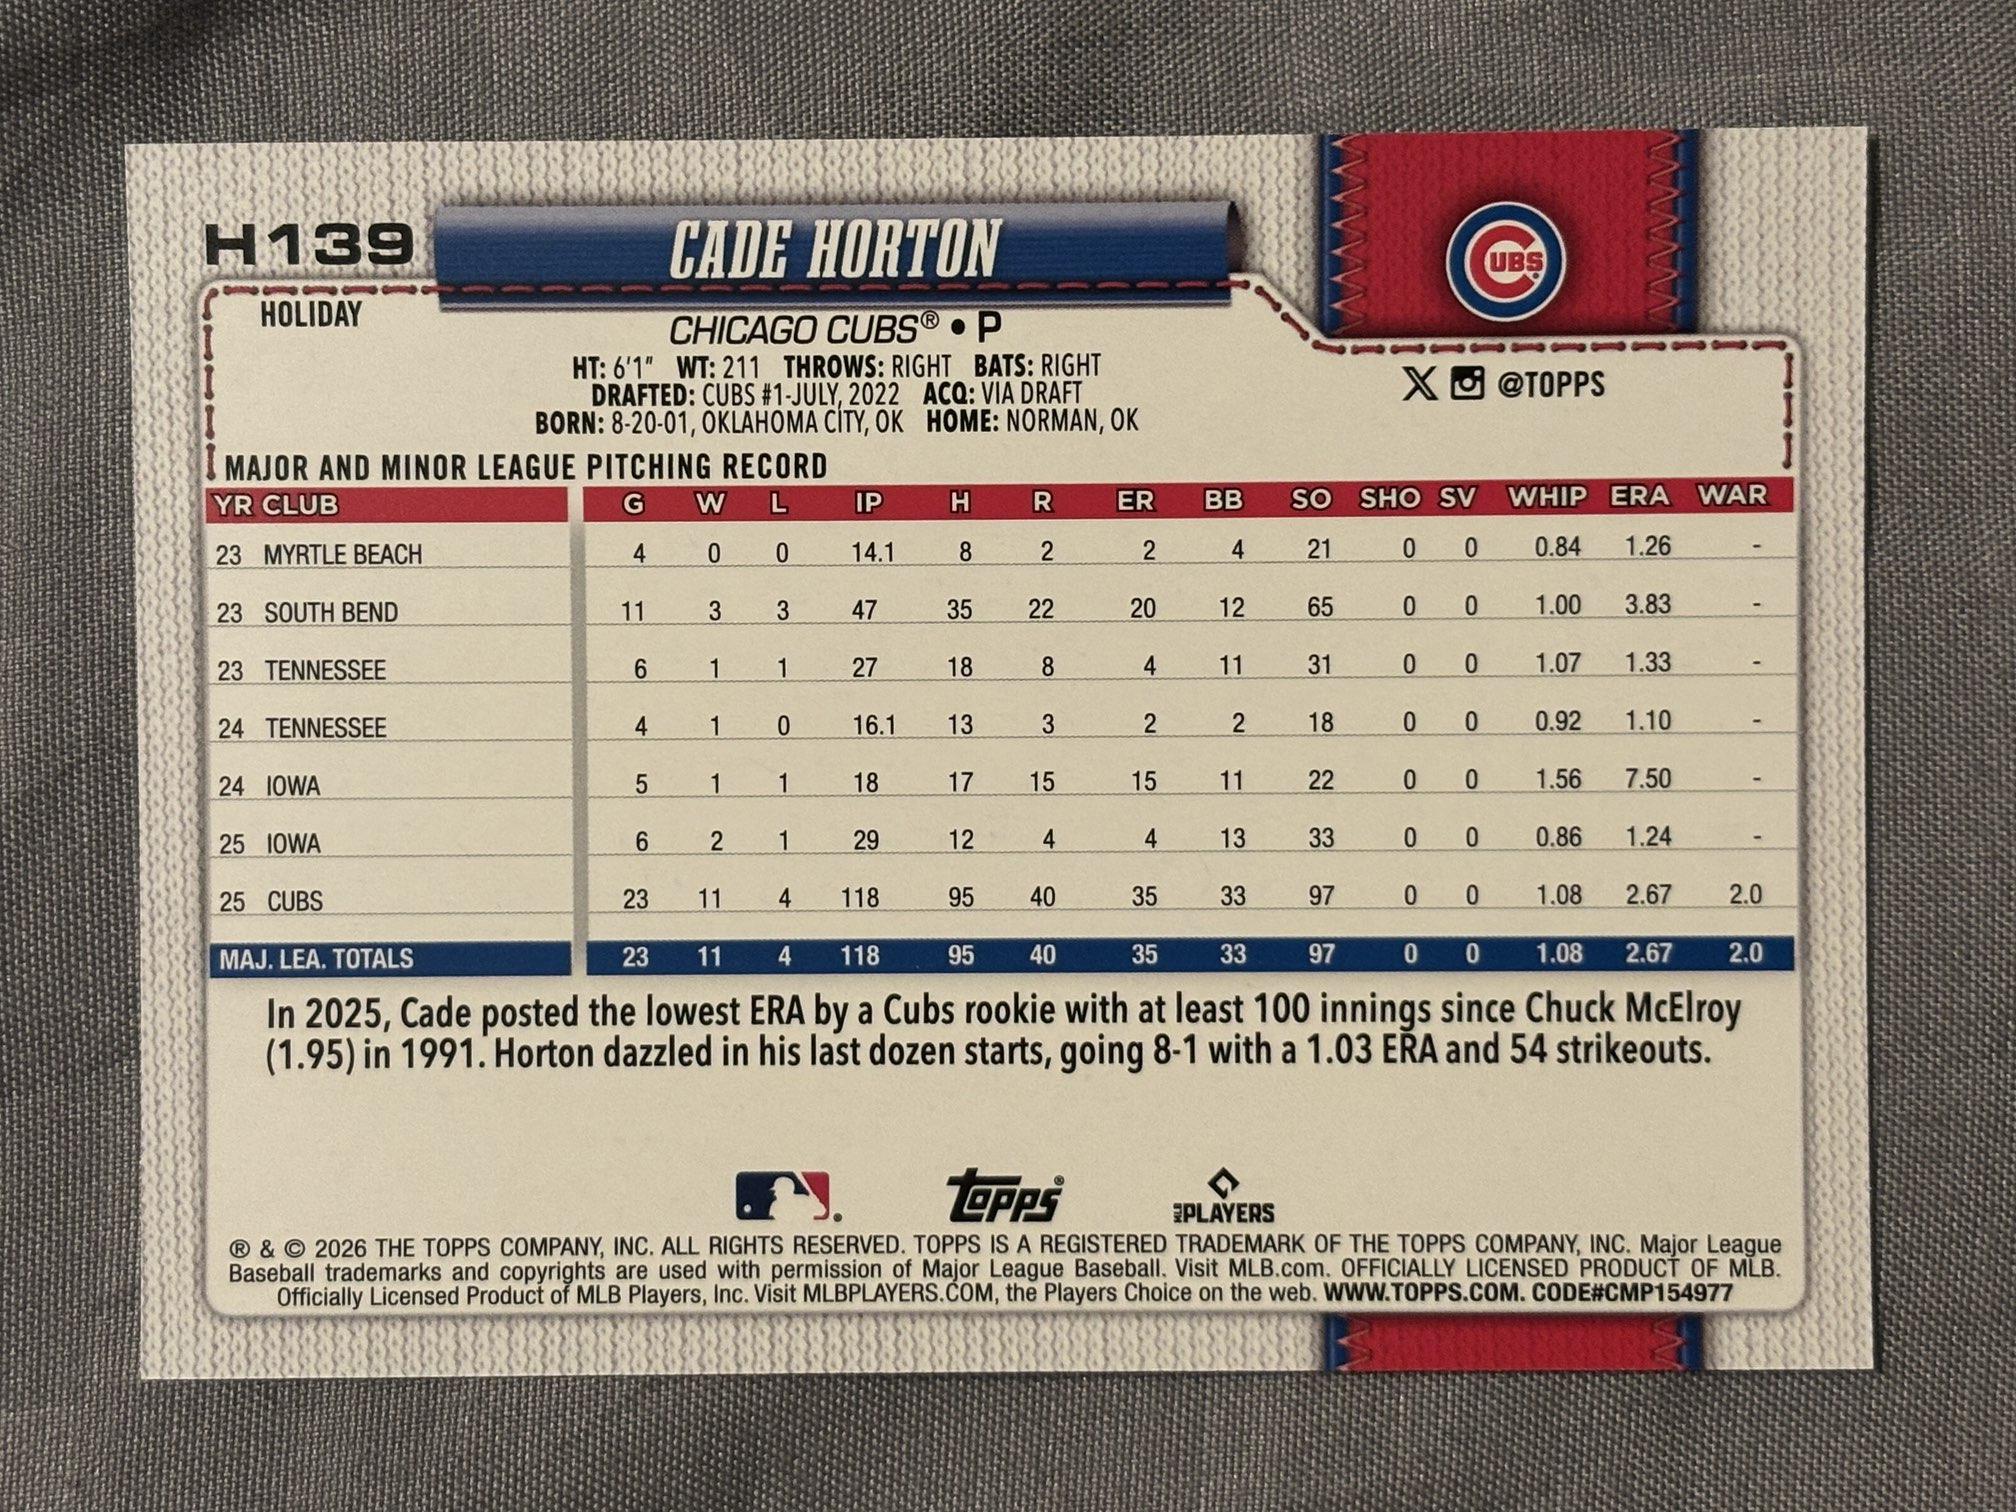 H139
CADE HORTON
CUBS
HOLIDAY
CHICAGO CUBS® • P
HT: 6'1" WT: 211 THROWS: RIGHT BATS: RIGHT
DRAFTED: CUBS #1-JULY, 2022 ACQ: VIA DRAFT
BORN: 8-20-01, OKLAHOMA CITY, OK HOME: NORMAN, OK
X @TOPPS
MAJOR AND MINOR LEAGUE PITCHING RECORD
YR CLUB G W L IP H R ER BB SO SHO SV WHIP ERA WAR
23 MYRTLE BEACH 4 0 0 14.1 8 2 2 4 21 0 0 0.84 1.26 -
23 SOUTH BEND 11 3 3 47 35 22 20 12 65 0 0 1.00 3.83 -
23 TENNESSEE 6 1 1 27 18 8 4 11 31 0 0 1.07 1.33 -
24 TENNESSEE 4 1 0 16.1 13 3 2 2 18 0 0 0.92 1.10 -
24 IOWA 5 1 1 18 17 15 15 11 22 0 0 1.56 7.50 -
25 IOWA 6 2 1 29 12 4 4 13 33 0 0 0.86 1.24 -
25 CUBS 23 11 4 118 95 40 35 33 97 0 0 1.08 2.67 2.0
MAJ. LEA. TOTALS 23 11 4 118 95 40 35 33 97 0 0 1.08 2.67 2.0
In 2025, Cade posted the lowest ERA by a Cubs rookie with at least 100 innings since Chuck McElroy
(1.95) in 1991. Horton dazzled in his last dozen starts, going 8-1 with a 1.03 ERA and 54 strikeouts.
topps® MLB PLAYERS
® & © 2026 THE TOPPS COMPANY, INC. ALL RIGHTS RESERVED. TOPPS IS A REGISTERED TRADEMARK OF THE TOPPS COMPANY, INC. Major League
Baseball trademarks and copyrights are used with permission of Major League Baseball. Visit MLB.com. OFFICIALLY LICENSED PRODUCT OF MLB.
Officially Licensed Product of MLB Players, Inc. Visit MLBPLAYERS.COM, the Players Choice on the web. WWW.TOPPS.COM. CODE#CMP154977